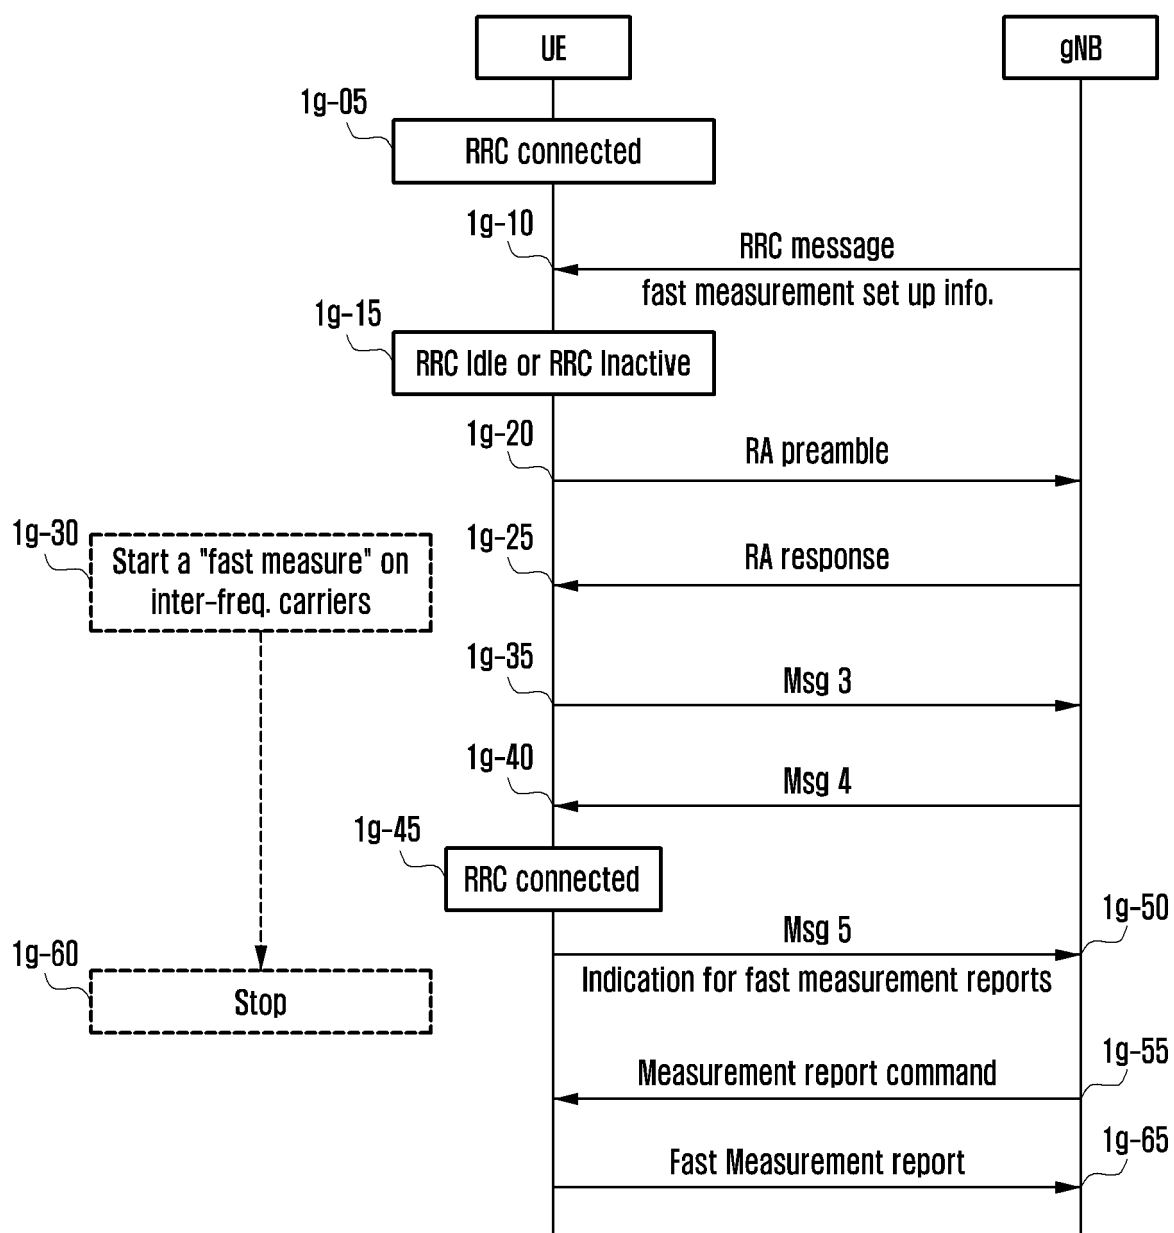 UE
gNB
1g-05
RRC connected
1g-10
RRC message
fast measurement set up info.
1g-15
RRC Idle or RRC Inactive
1g-20
RA preamble
1g-30
Start a "fast measure" on
inter-freq. carriers
1g-25
RA response
1g-35
Msg 3
1g-40
Msg 4
1g-45
RRC connected
1g-50
Msg 5
Indication for fast measurement reports
1g-60
Stop
1g-55
Measurement report command
1g-65
Fast Measurement report